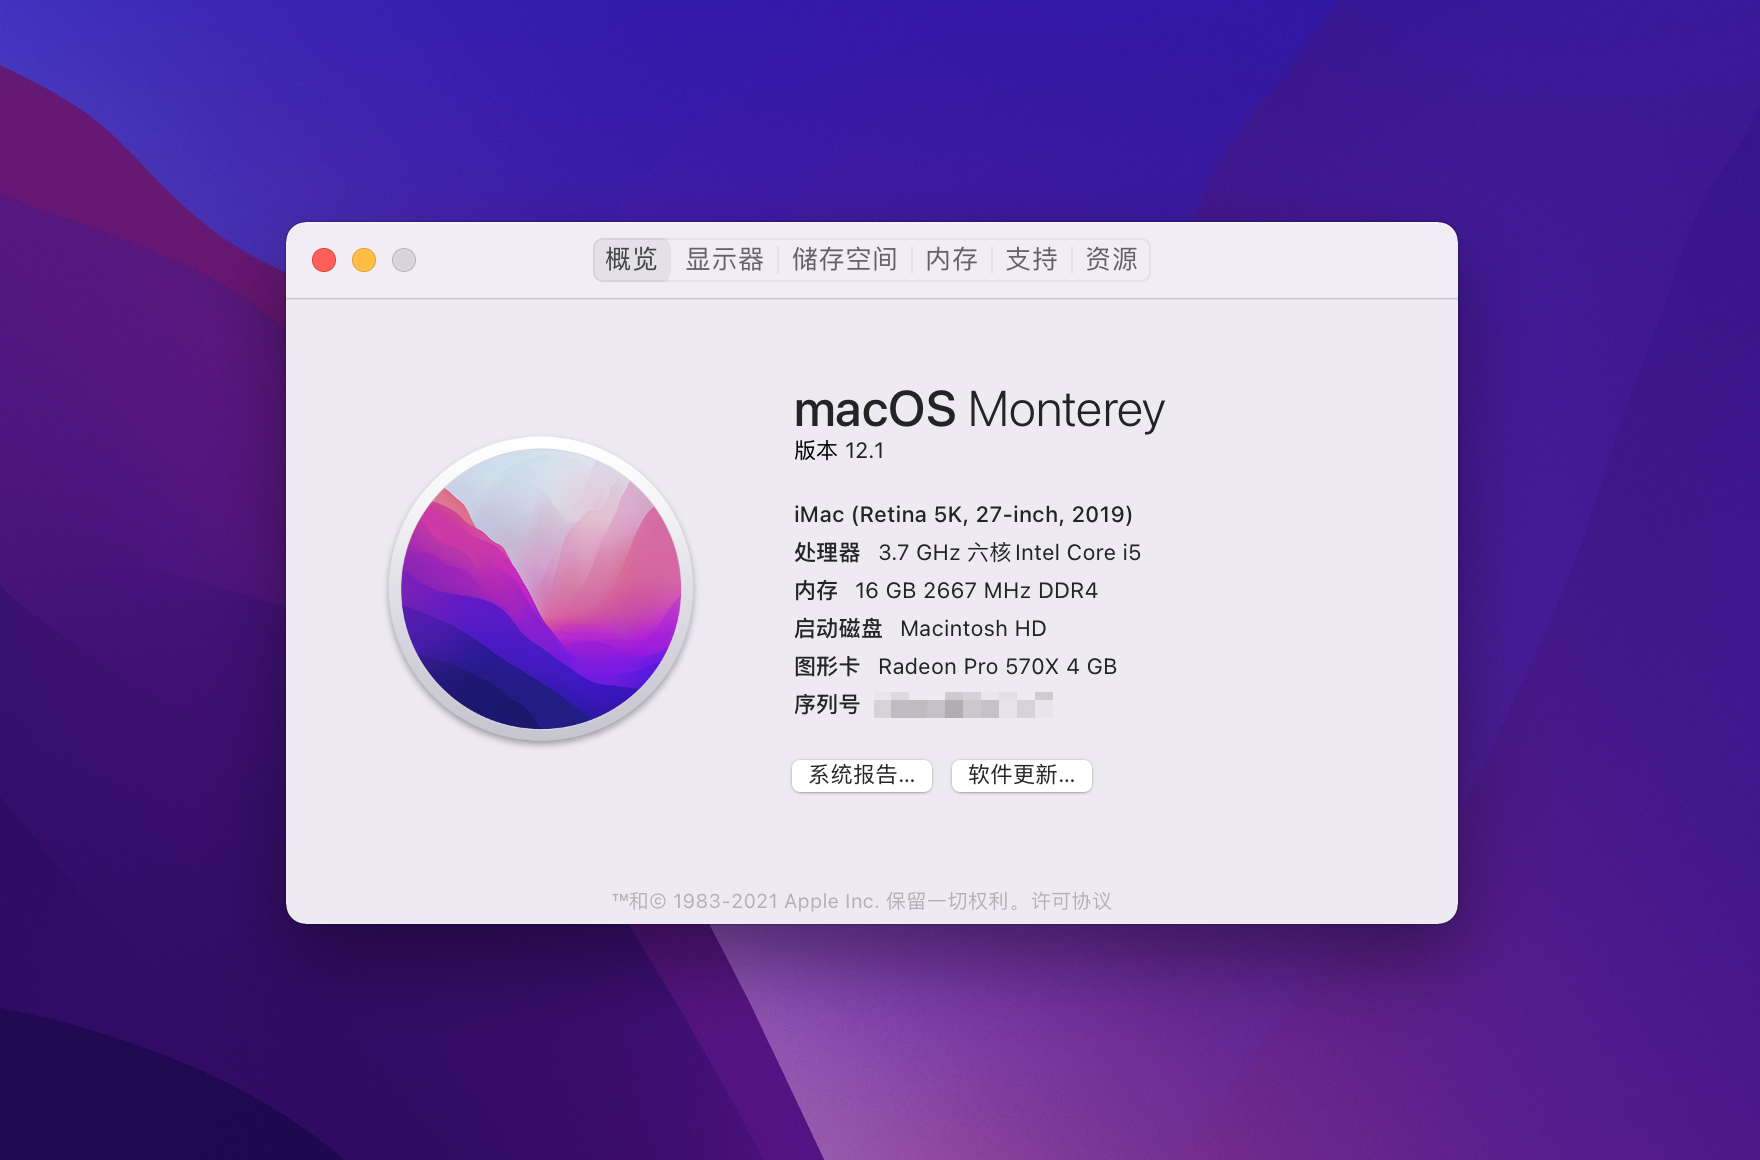 概览 显示器 储存空间 内存 支持 资源
macOS Monterey
版本 12.1
iMac (Retina 5K, 27-inch, 2019)
处理器 3.7 GHz 六核Intel Core i5
内存 16 GB 2667 MHz DDR4
启动磁盘 Macintosh HD
图形卡 Radeon Pro 570X 4 GB
序列号
系统报告... 软件更新...
™和© 1983-2021 Apple Inc. 保留一切权利。许可协议